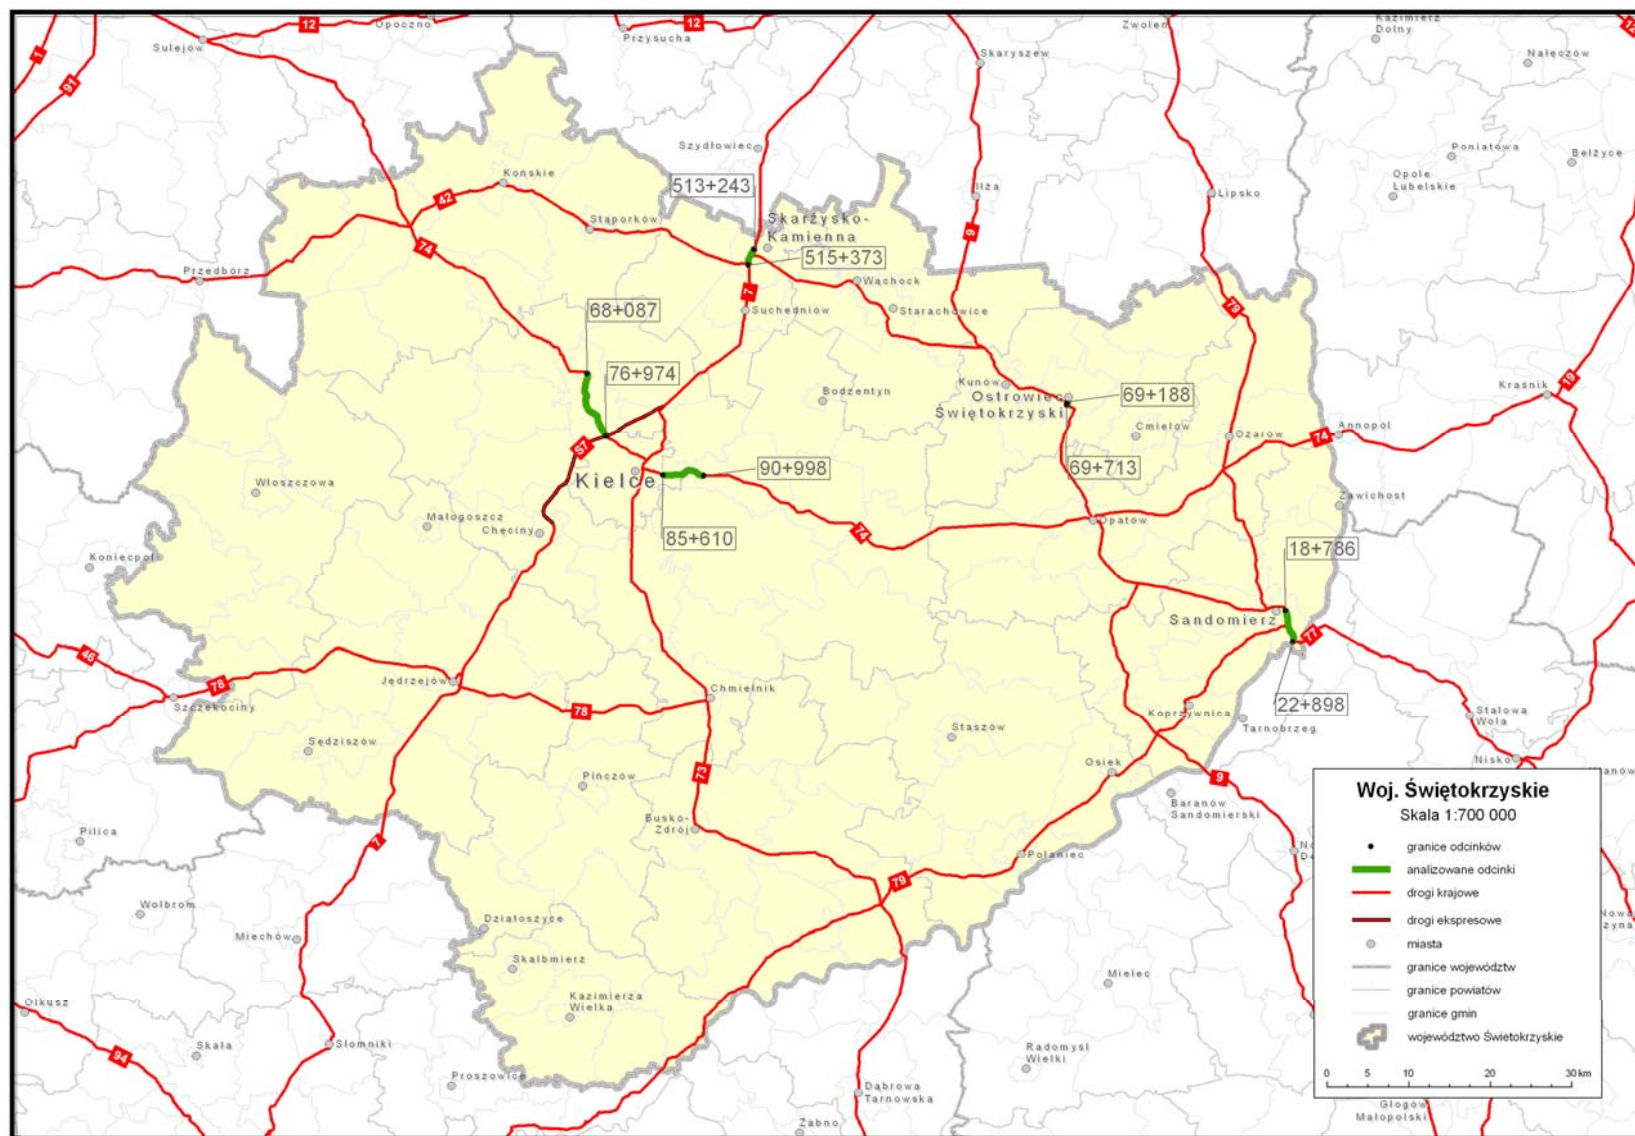 12
Opoczno
Sulejów
Przysucha
12
Zwoleń
Kazimierz
Dolny
Skaryszew
Nałęczów
91
Szydłowiec
Poniatowa
Bełżyce
Końskie
513+243
Iłża
Lipsko
Opole
Lubelskie
42
Stąporków
Skarżysko-
Kamienna
9
74
515+373
Przedbórz
Wąchock
7
68+087
Suchedniów
Starachowice
79
76+974
Bodzentyn
Kunów
Ostrowiec
Świętokrzyski
69+188
Kraśnik
19
Ćmielów
Ożarów
74
Annopol
S7
90+998
69+713
Kielce
Włoszczowa
Zawichost
Małogoszcz
Chęciny
85+610
74
Opatów
18+786
Koniecpol
Sandomierz
77
46
78
Jędrzejów
Szczekociny
Chmielnik
78
22+898
Koprzywnica
Tarnobrzeg
Stalowa
Wola
Sędziszów
Staszów
Nisko
Pinczów
73
Osiek
9
Baranów
Sandomierski
Pilica
7
Busko-
Zdrój
Połaniec
79
Wolbrom
Działoszyce
Miechów
Skalbmierz
Mielec
Kazimierza
Wielka
Olkusz
94
Skała
Słomniki
Radomyśl
Wielki
Proszowice
Dąbrowa
Tarnowska
Żabno
Głogów
Małopolski
Woj. Świętokrzyskie
Skala 1:700 000
granice odcinków
analizowane odcinki
drogi krajowe
drogi ekspresowe
miasta
granice województw
granice powiatów
granice gmin
województwo Świetokrzyskie
0 5 10 20 30 km